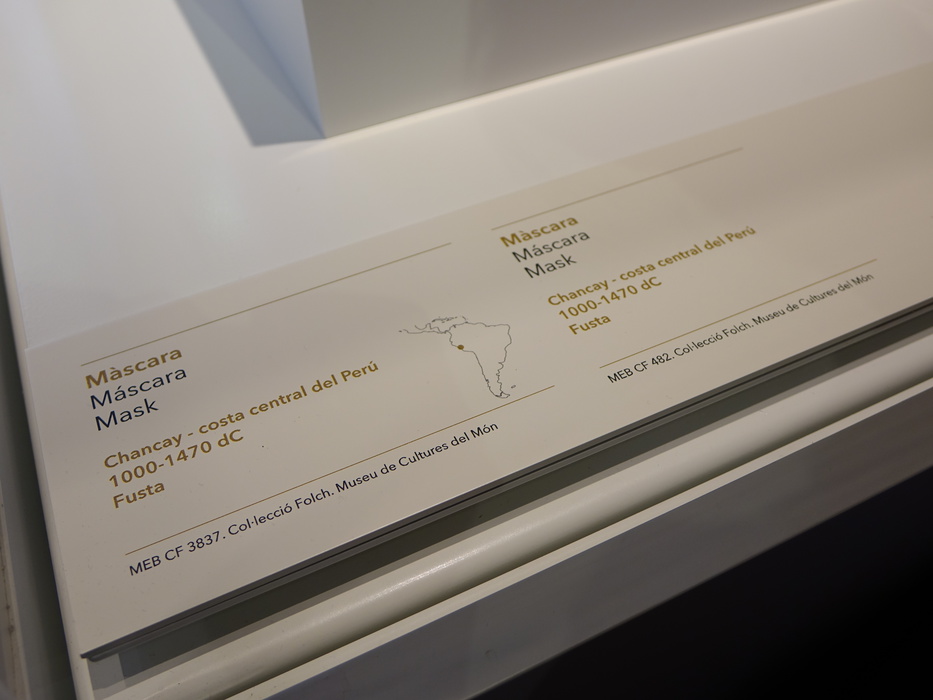 Màscara
Máscara
Mask
Chancay - costa central del Perú
1000-1470 dC
Fusta
MEB CF 3837. Col·lecció Folch. Museu de Cultures del Món
Màscara
Máscara
Mask
Chancay - costa central del Perú
1000-1470 dC
Fusta
MEB CF 482. Col·lecció Folch. Museu de Cultures del Món